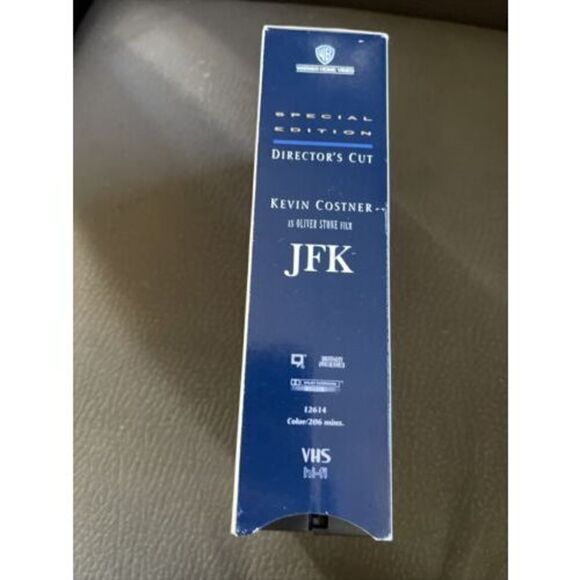 WB
WARNER HOME VIDEO
SPECIAL
EDITION
DIRECTOR'S CUT
KEVIN COSTNER
AN OLIVER STONE FILM
JFK
12614
Color/206 mins.
VHS
hi-fi